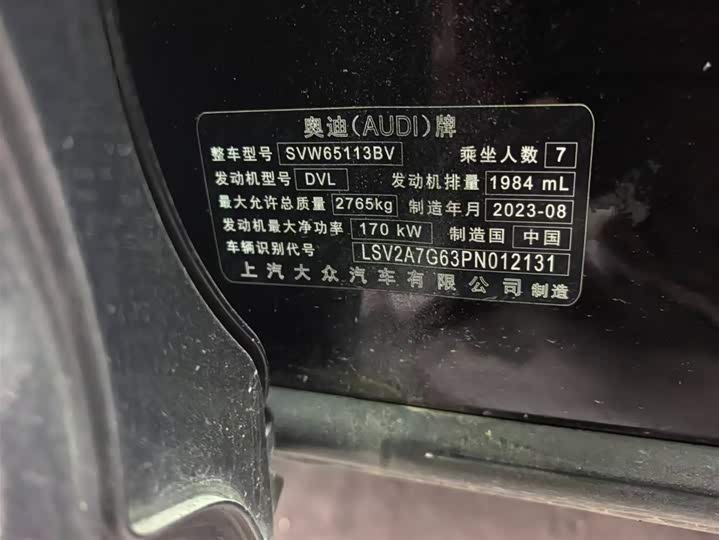 奥迪(AUDI)牌
整车型号 SVW65113BV 乘坐人数 7
发动机型号 DVL 发动机排量 1984 mL
最大允许总质量 2765kg 制造年月 2023-08
发动机最大净功率 170 kW 制造国 中国
车辆识别代号 LSV2A7G63PN012131
上汽大众汽车有限公司 制造